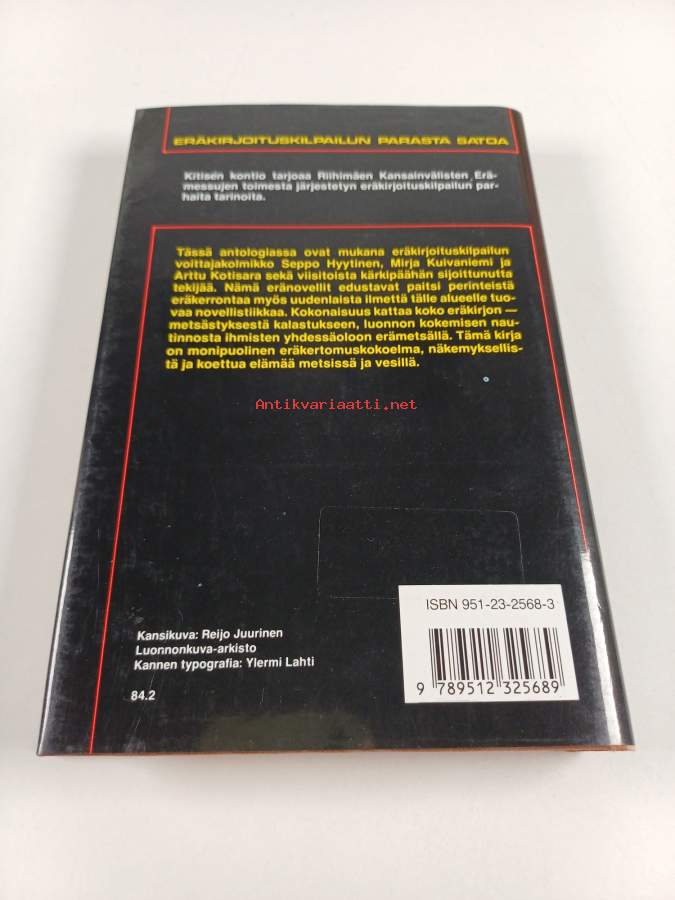 ERÄKIRJOITUSKILPAILUN PARASTA SATOA
Kitisen kontio tarjoaa Riihimäen Kansainvälisten Erä-
messujen toimesta järjestetyn eräkirjoituskilpailun par-
haita tarinoita.
Tässä antologiassa ovat mukana eräkirjoituskilpailun
voittajakolmikko Seppo Hyytinen, Mirja Kuivaniemi ja
Arttu Kotisara sekä viisitoista kärkipäähän sijoittunutta
tekijää. Nämä eränovellit edustavat paitsi perinteistä
eräkerrontaa myös uudenlaista ilmettä tälle alueelle tuo-
vaa novellistiikkaa. Kokonaisuus kattaa koko eräkirjon —
metsästyksestä kalastukseen, luonnon kokemisen nau-
tinnosta ihmisten yhdessäoloon erämetsällä. Tämä kirja
on monipuolinen eräkertomuskokoelma, näkemyksellis-
tä ja koettua elämää metsissä ja vesillä.
Antikvariaatti.net
ISBN 951-23-2568-3
9 789512 325689
Kansikuva: Reijo Juurinen
Luonnonkuva-arkisto
Kannen typografia: Ylermi Lahti
84.2